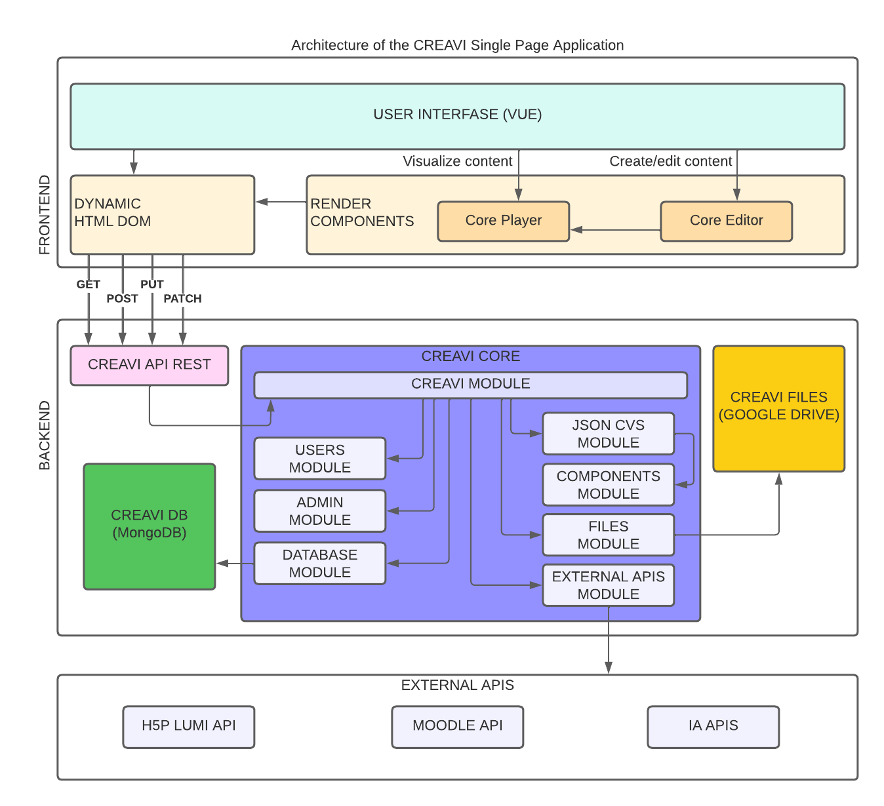 Architecture of the CREAVI Single Page Application
FRONTEND
USER INTERFASE (VUE)
Visualize content
Create/edit content
DYNAMIC
HTML DOM
RENDER
COMPONENTS
Core Player
Core Editor
GET
POST
PUT
PATCH
BACKEND
CREAVI API REST
CREAVI CORE
CREAVI MODULE
USERS
MODULE
ADMIN
MODULE
DATABASE
MODULE
JSON CVS
MODULE
COMPONENTS
MODULE
FILES
MODULE
EXTERNAL APIS
MODULE
CREAVI FILES
(GOOGLE DRIVE)
CREAVI DB
(MongoDB)
EXTERNAL APIS
H5P LUMI API
MOODLE API
IA APIS